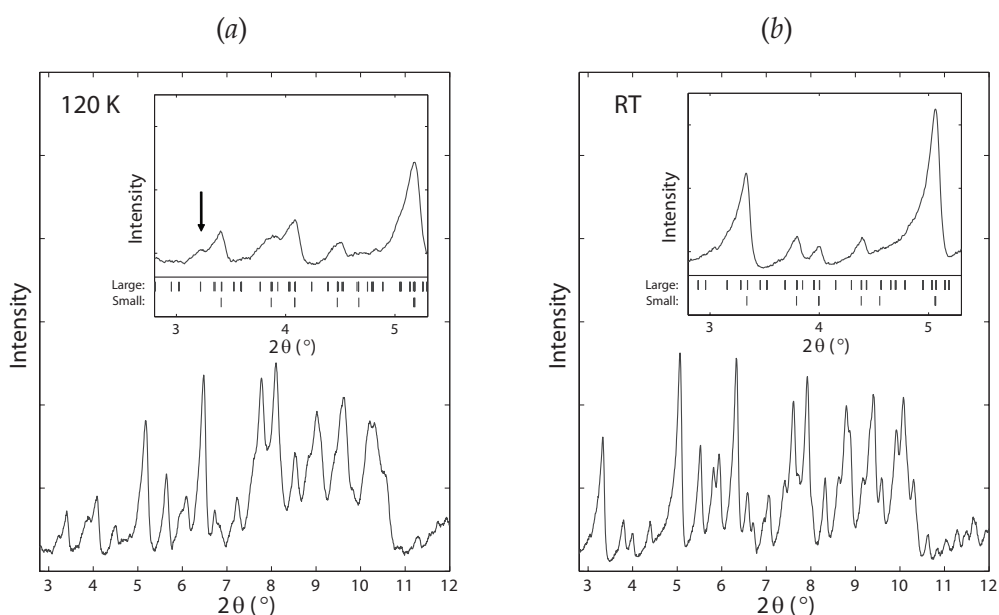 (a)
120 K
Intensity
Intensity
Large:
Small:
3 4 5
2θ (°)
3 4 5 6 7 8 9 10 11 12
2θ (°)
(b)
RT
Intensity
Intensity
Large:
Small:
3 4 5
2θ (°)
3 4 5 6 7 8 9 10 11 12
2θ (°)